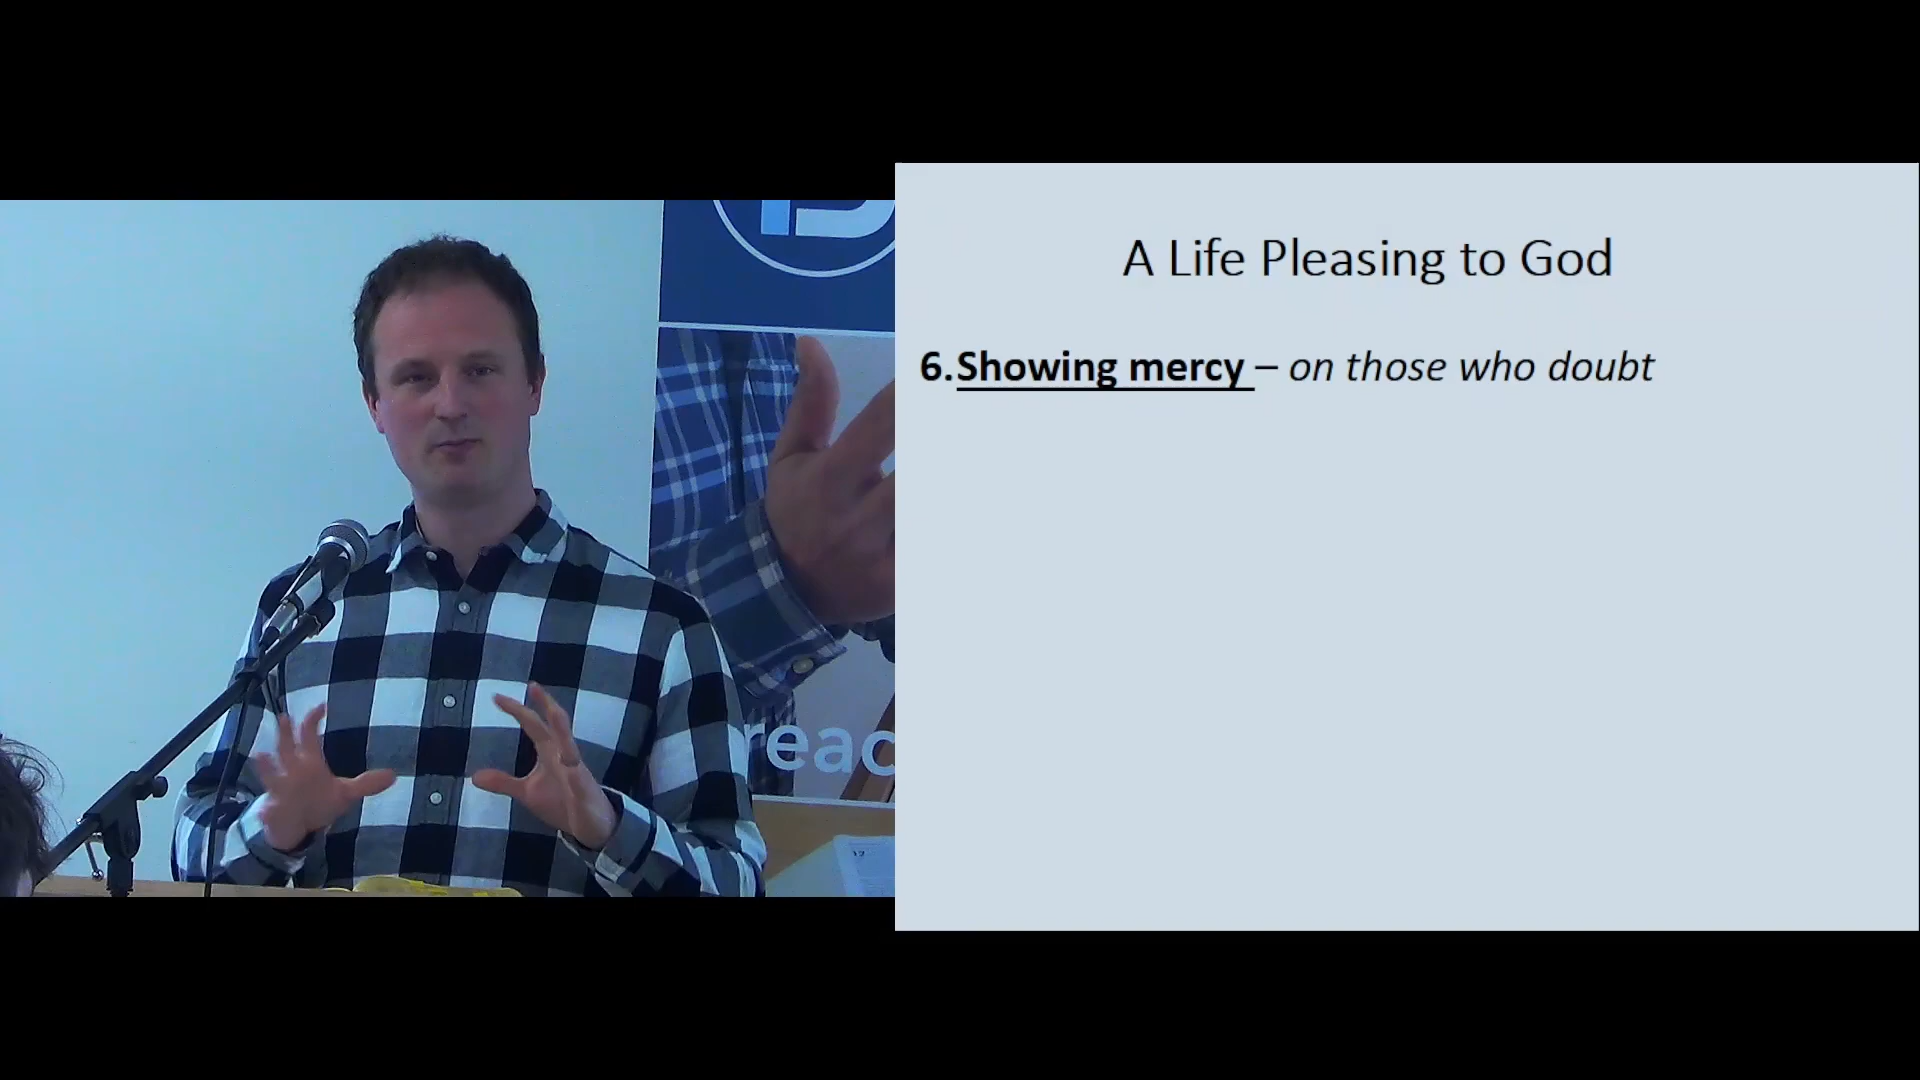 A Life Pleasing to God
6. Showing mercy – on those who doubt
reac